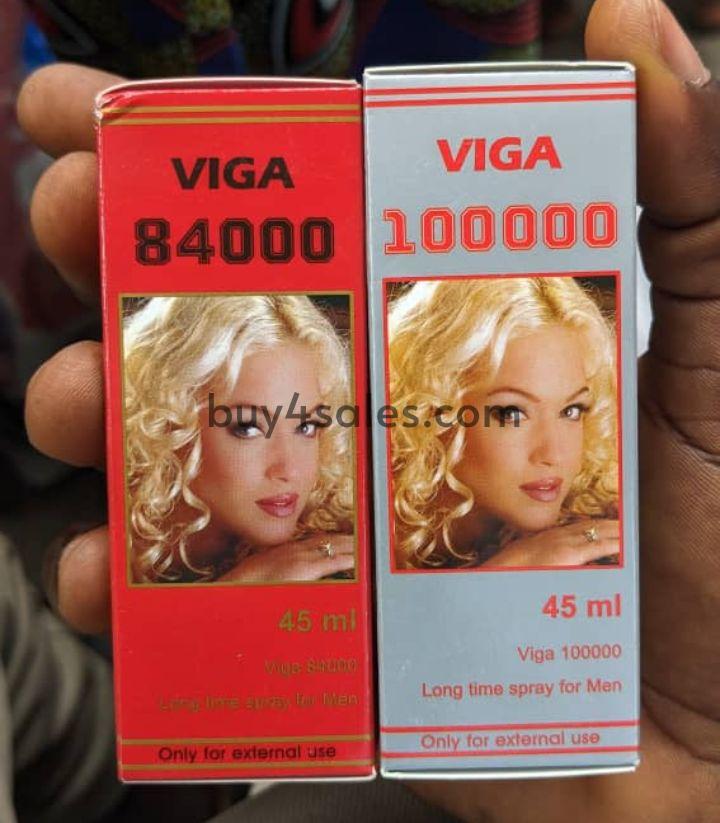 VIGA
84000
45 ml
Viga 84000
Long time spray for Men
Only for external use
VIGA
100000
45 ml
Viga 100000
Long time spray for Men
Only for external use
buy4sales.com